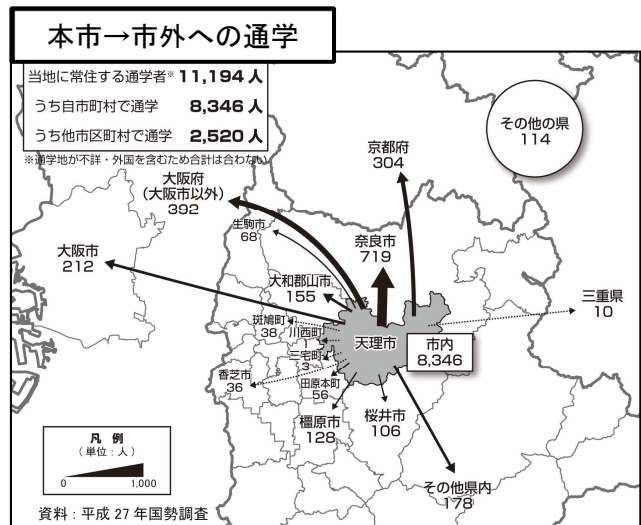 本市→市外への通学
当地に常住する通学者※ 11,194 人
うち自市町村で通学 8,346 人
うち他市区町村で通学 2,520 人
※通学地が不詳・外国を含むため合計は合わない
その他の県
114
京都府
304
大阪府
(大阪市以外)
392
生駒市
68
奈良市
719
大阪市
212
大和郡山市
155
三重県
10
斑鳩町
38
川西町
1
天理市
市内
8,346
三宅町
3
香芝市
36
田原本町
56
橿原市
128
桜井市
106
その他県内
178
凡 例
(単位:人)
0 1,000
資料:平成 27 年国勢調査